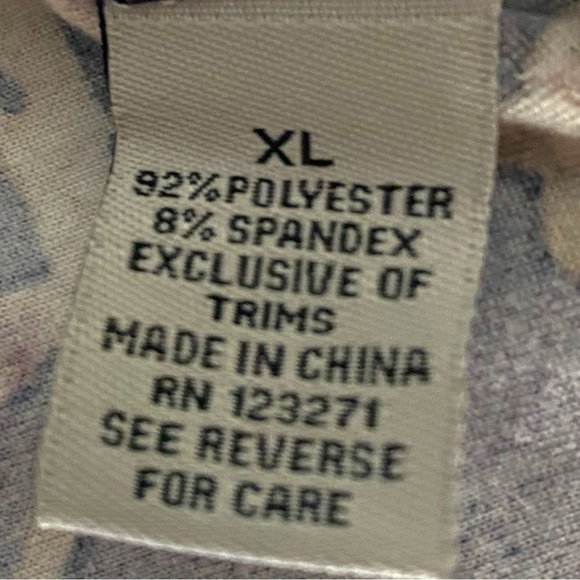 XL
92%POLYESTER
8% SPANDEX
EXCLUSIVE OF
TRIMS
MADE IN CHINA
RN 123271
SEE REVERSE
FOR CARE